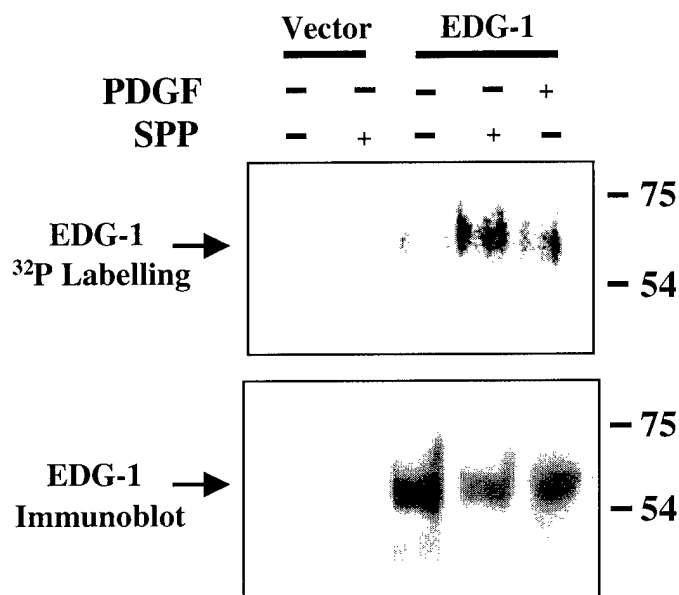 Vector EDG-1
PDGF – – – – +
SPP – + – + –
– 75
EDG-1
³²P Labelling
– 54
– 75
EDG-1
Immunoblot
– 54